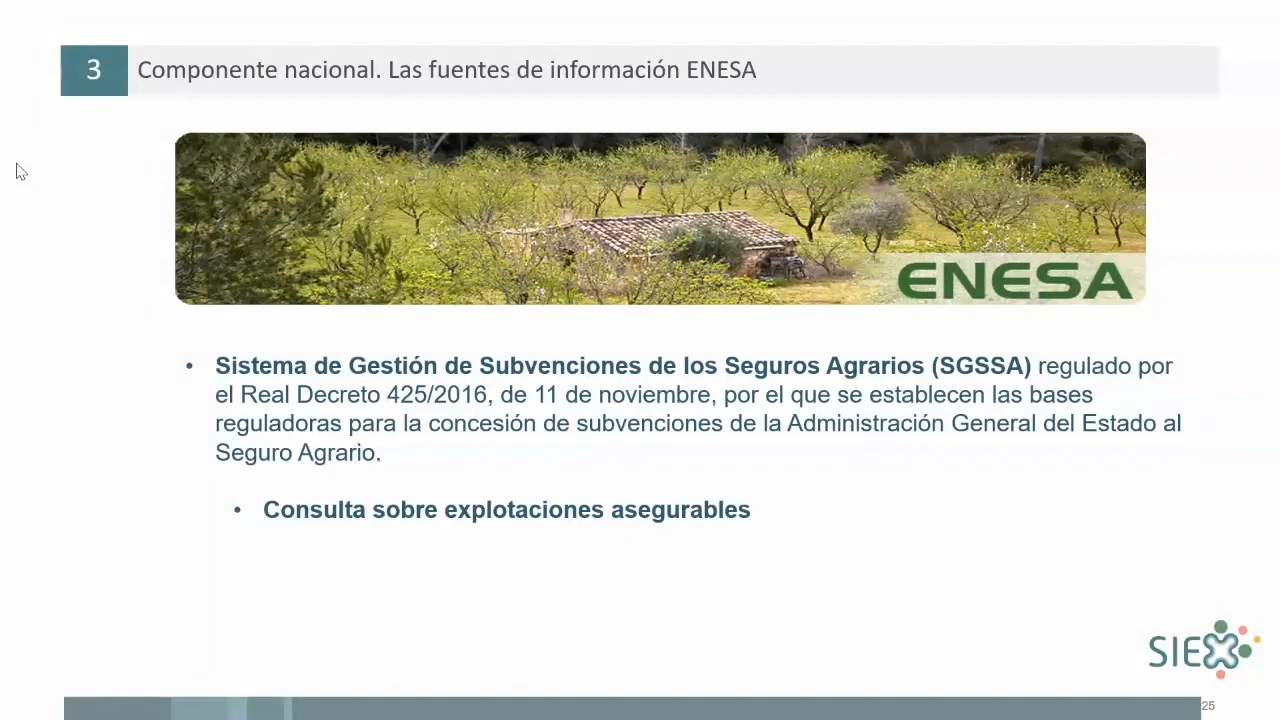 3
Componente nacional. Las fuentes de información ENESA
ENESA
• Sistema de Gestión de Subvenciones de los Seguros Agrarios (SGSSA) regulado por
el Real Decreto 425/2016, de 11 de noviembre, por el que se establecen las bases
reguladoras para la concesión de subvenciones de la Administración General del Estado al
Seguro Agrario.
• Consulta sobre explotaciones asegurables
SIEX
25